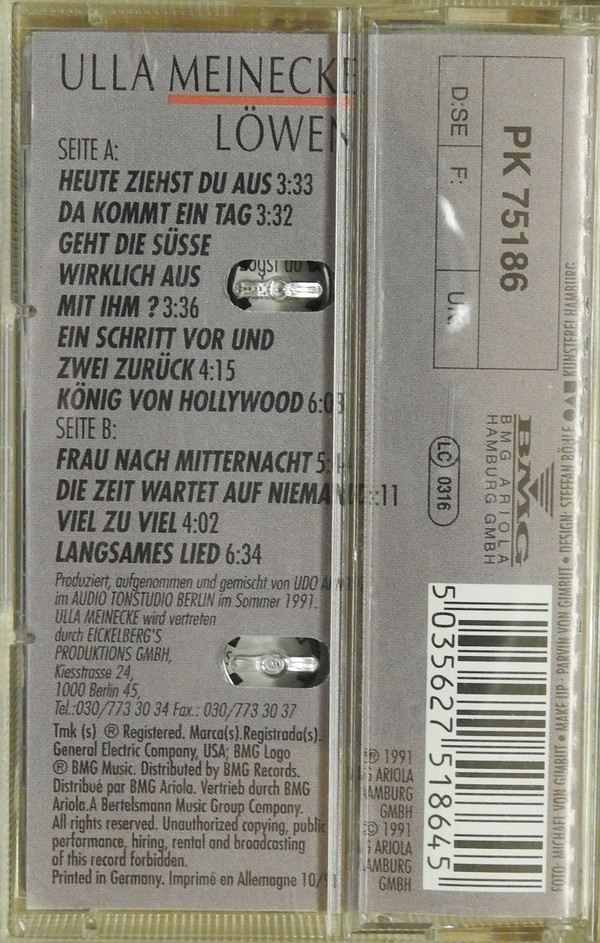 ULLA MEINECKE
LÖWEN
SEITE A:
HEUTE ZIEHST DU AUS 3:33
DA KOMMT EIN TAG 3:32
GEHT DIE SÜSSE
WIRKLICH AUS
MIT IHM ? 3:36
EIN SCHRITT VOR UND
ZWEI ZURÜCK 4:15
KÖNIG VON HOLLYWOOD 6:03
SEITE B:
FRAU NACH MITTERNACHT 5:
DIE ZEIT WARTET AUF :11
VIEL ZU VIEL 4:02
LANGSAMES LIED 6:34
Produziert, aufgenommen und gemischt von UDO
im AUDIO TONSTUDIO BERLIN im Sommer 1991.
ULLA MEINECKE wird vertreten
durch EICKELBERG'S
PRODUKTIONS GMBH,
Kiesstrasse 24,
1000 Berlin 45,
Tel.:030/773 30 34 Fax.: 030/773 30 37
Tmk (s) ® Registered. Marca(s).Registrada(s).
General Electric Company, USA; BMG Logo
® BMG Music. Distributed by BMG Records.
Distribué par BMG Ariola. Vertrieb durch BMG
Ariola.A Bertelsmann Music Group Company.
All rights reserved. Unauthorized copying, public
performance, hiring, rental and broadcasting
of this record forbidden.
Printed in Germany. Imprimé en Allemagne 10/
PK 75186
D:SE
F:
LC 0316
BMG
BMG ARIOLA
HAMBURG GMBH
℗ 1991
ARIOLA
HAMBURG
GMBH
© 1991
ARIOLA
HAMBURG
GMBH
5 035627 518645
FOTO: MICHAEL VON GIMBUT • MAKE UP: PARVIN VON GIMBUT • DESIGN: STEFFAN BÖHLE ●▲■ KUNSTEREI HAMBURG